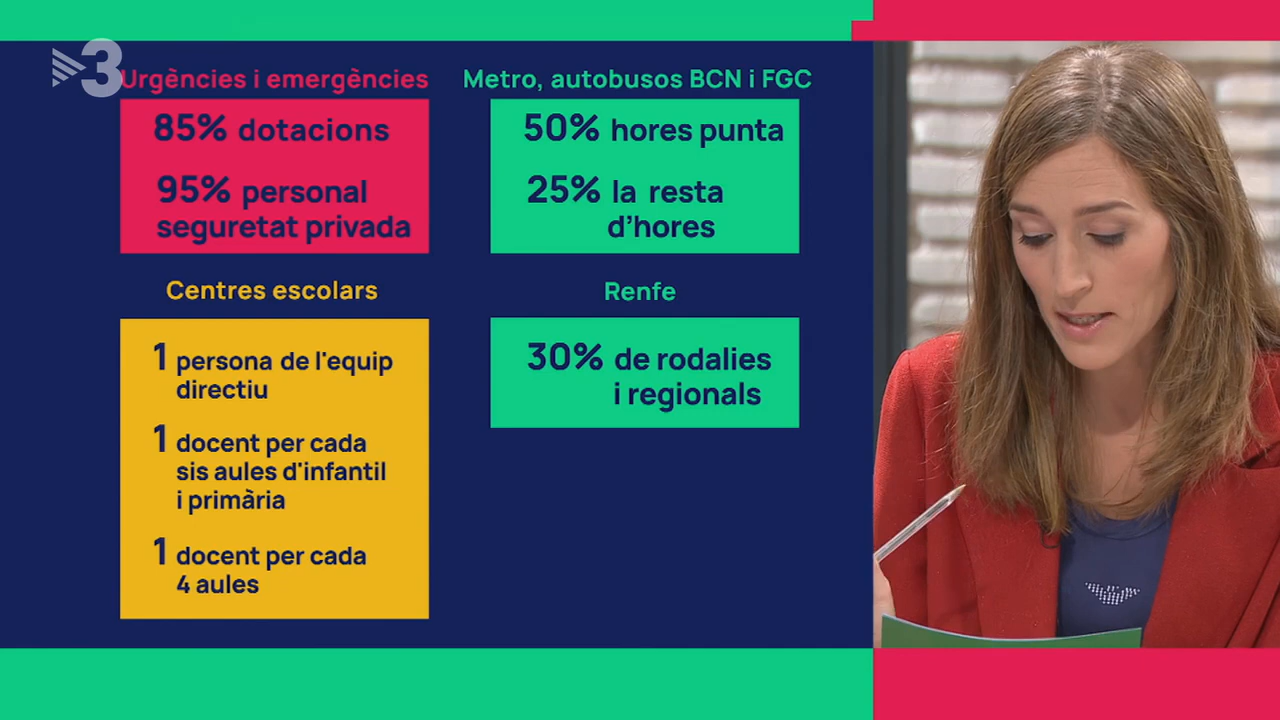 3
Urgències i emergències
85% dotacions
95% personal
seguretat privada
Metro, autobusos BCN i FGC
50% hores punta
25% la resta
d'hores
Centres escolars
1 persona de l'equip
directiu
1 docent per cada
sis aules d'infantil
i primària
1 docent per cada
4 aules
Renfe
30% de rodalies
i regionals